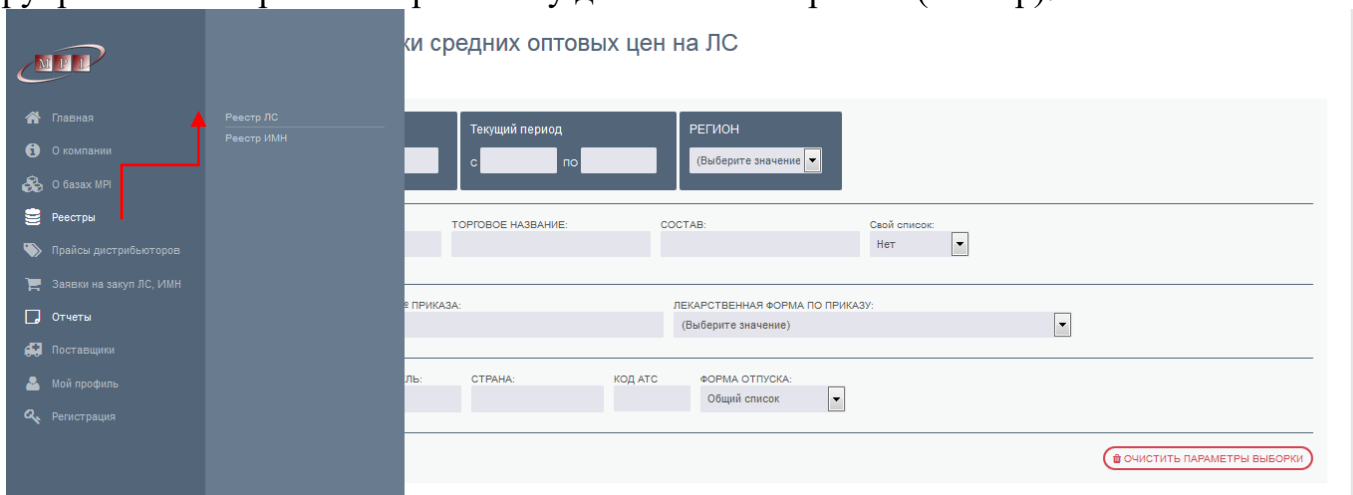 ки средних оптовых цен на ЛС
MPI
Главная
О компании
О базах MPI
Реестры
Прайсы дистрибьюторов
Заявки на закуп ЛС, ИМН
Отчеты
Поставщики
Мой профиль
Регистрация
Реестр ЛС
Реестр ИМН
Текущий период
с по
РЕГИОН
(Выберите значение
ТОРГОВОЕ НАЗВАНИЕ:
СОСТАВ:
Свой список:
Нет
ПРИКАЗА:
ЛЕКАРСТВЕННАЯ ФОРМА ПО ПРИКАЗУ:
(Выберите значение)
ЛЬ:
СТРАНА:
КОД АТС
ФОРМА ОТПУСКА:
Общий список
ОЧИСТИТЬ ПАРАМЕТРЫ ВЫБОРКИ